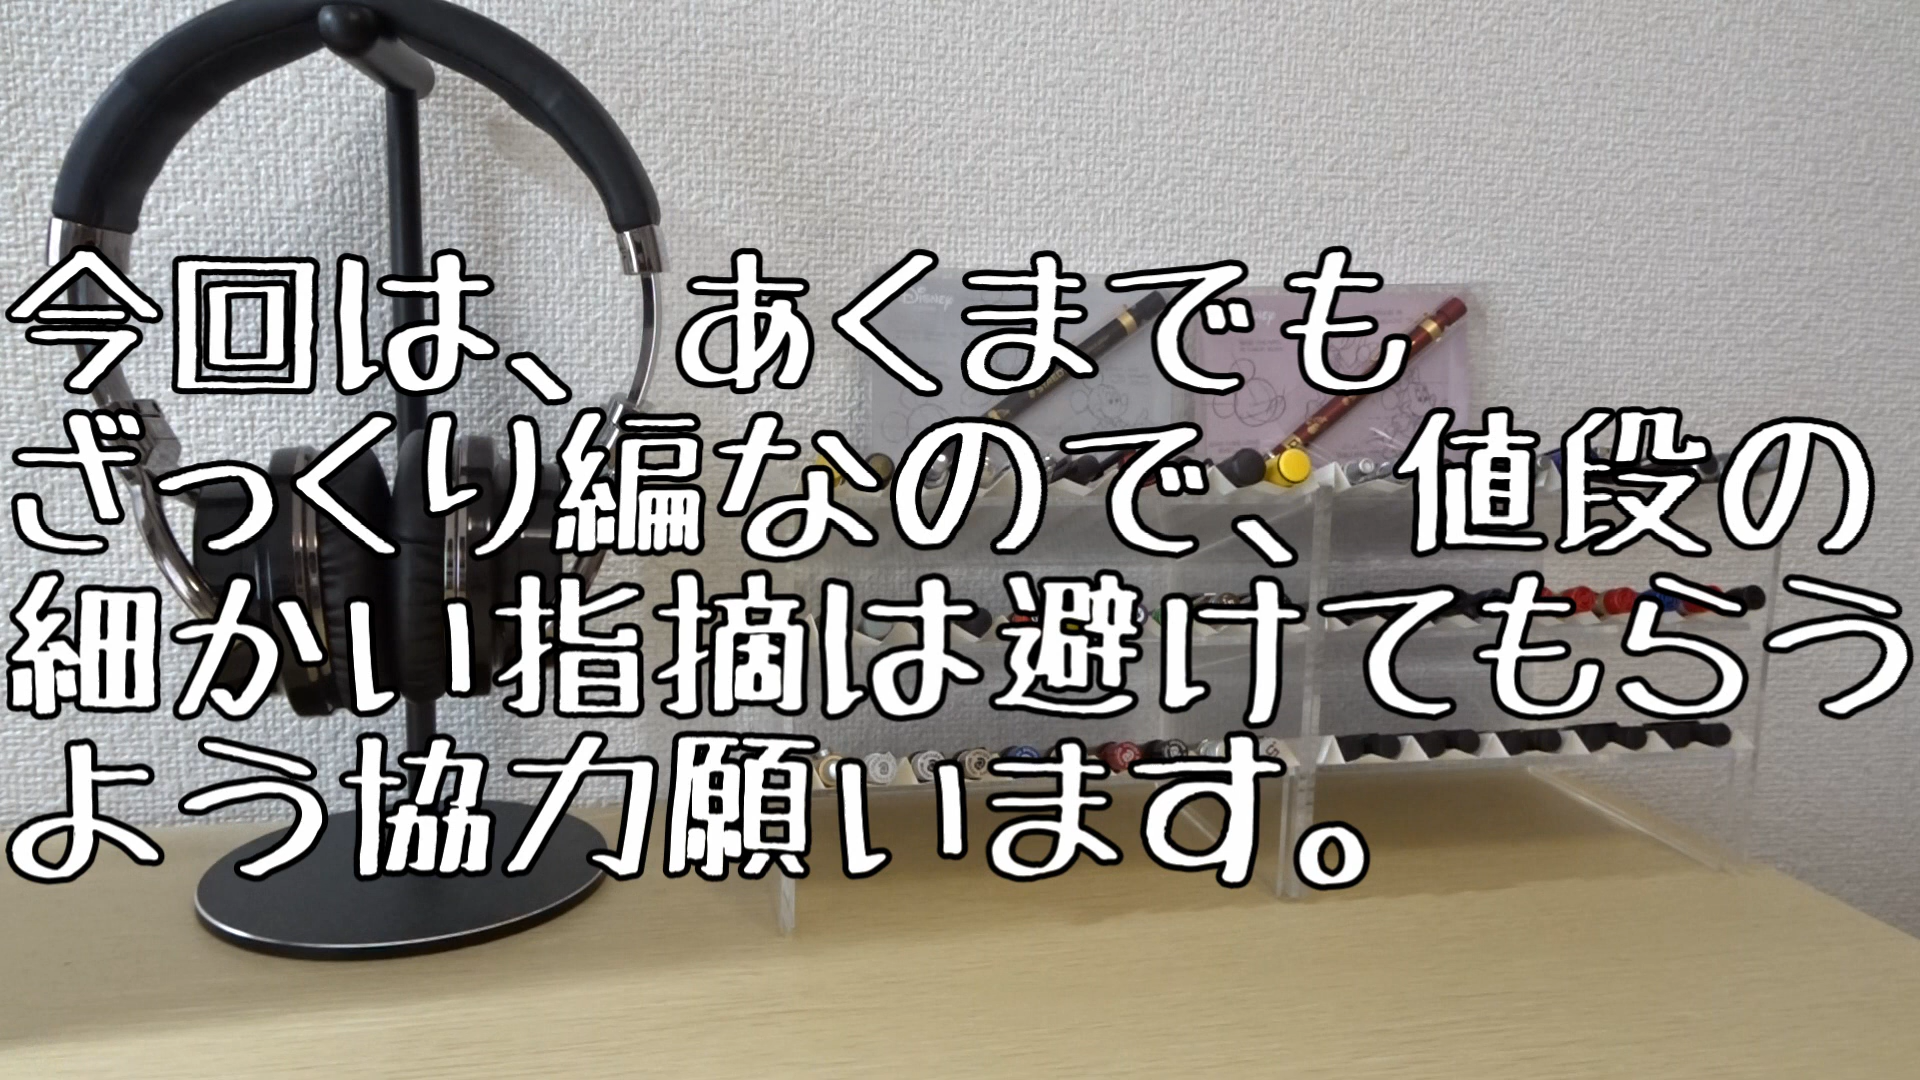 今回は、あくまでも
ざっくり編なので、値段の
細かい指摘は避けてもらう
よう協力願います。
Disney